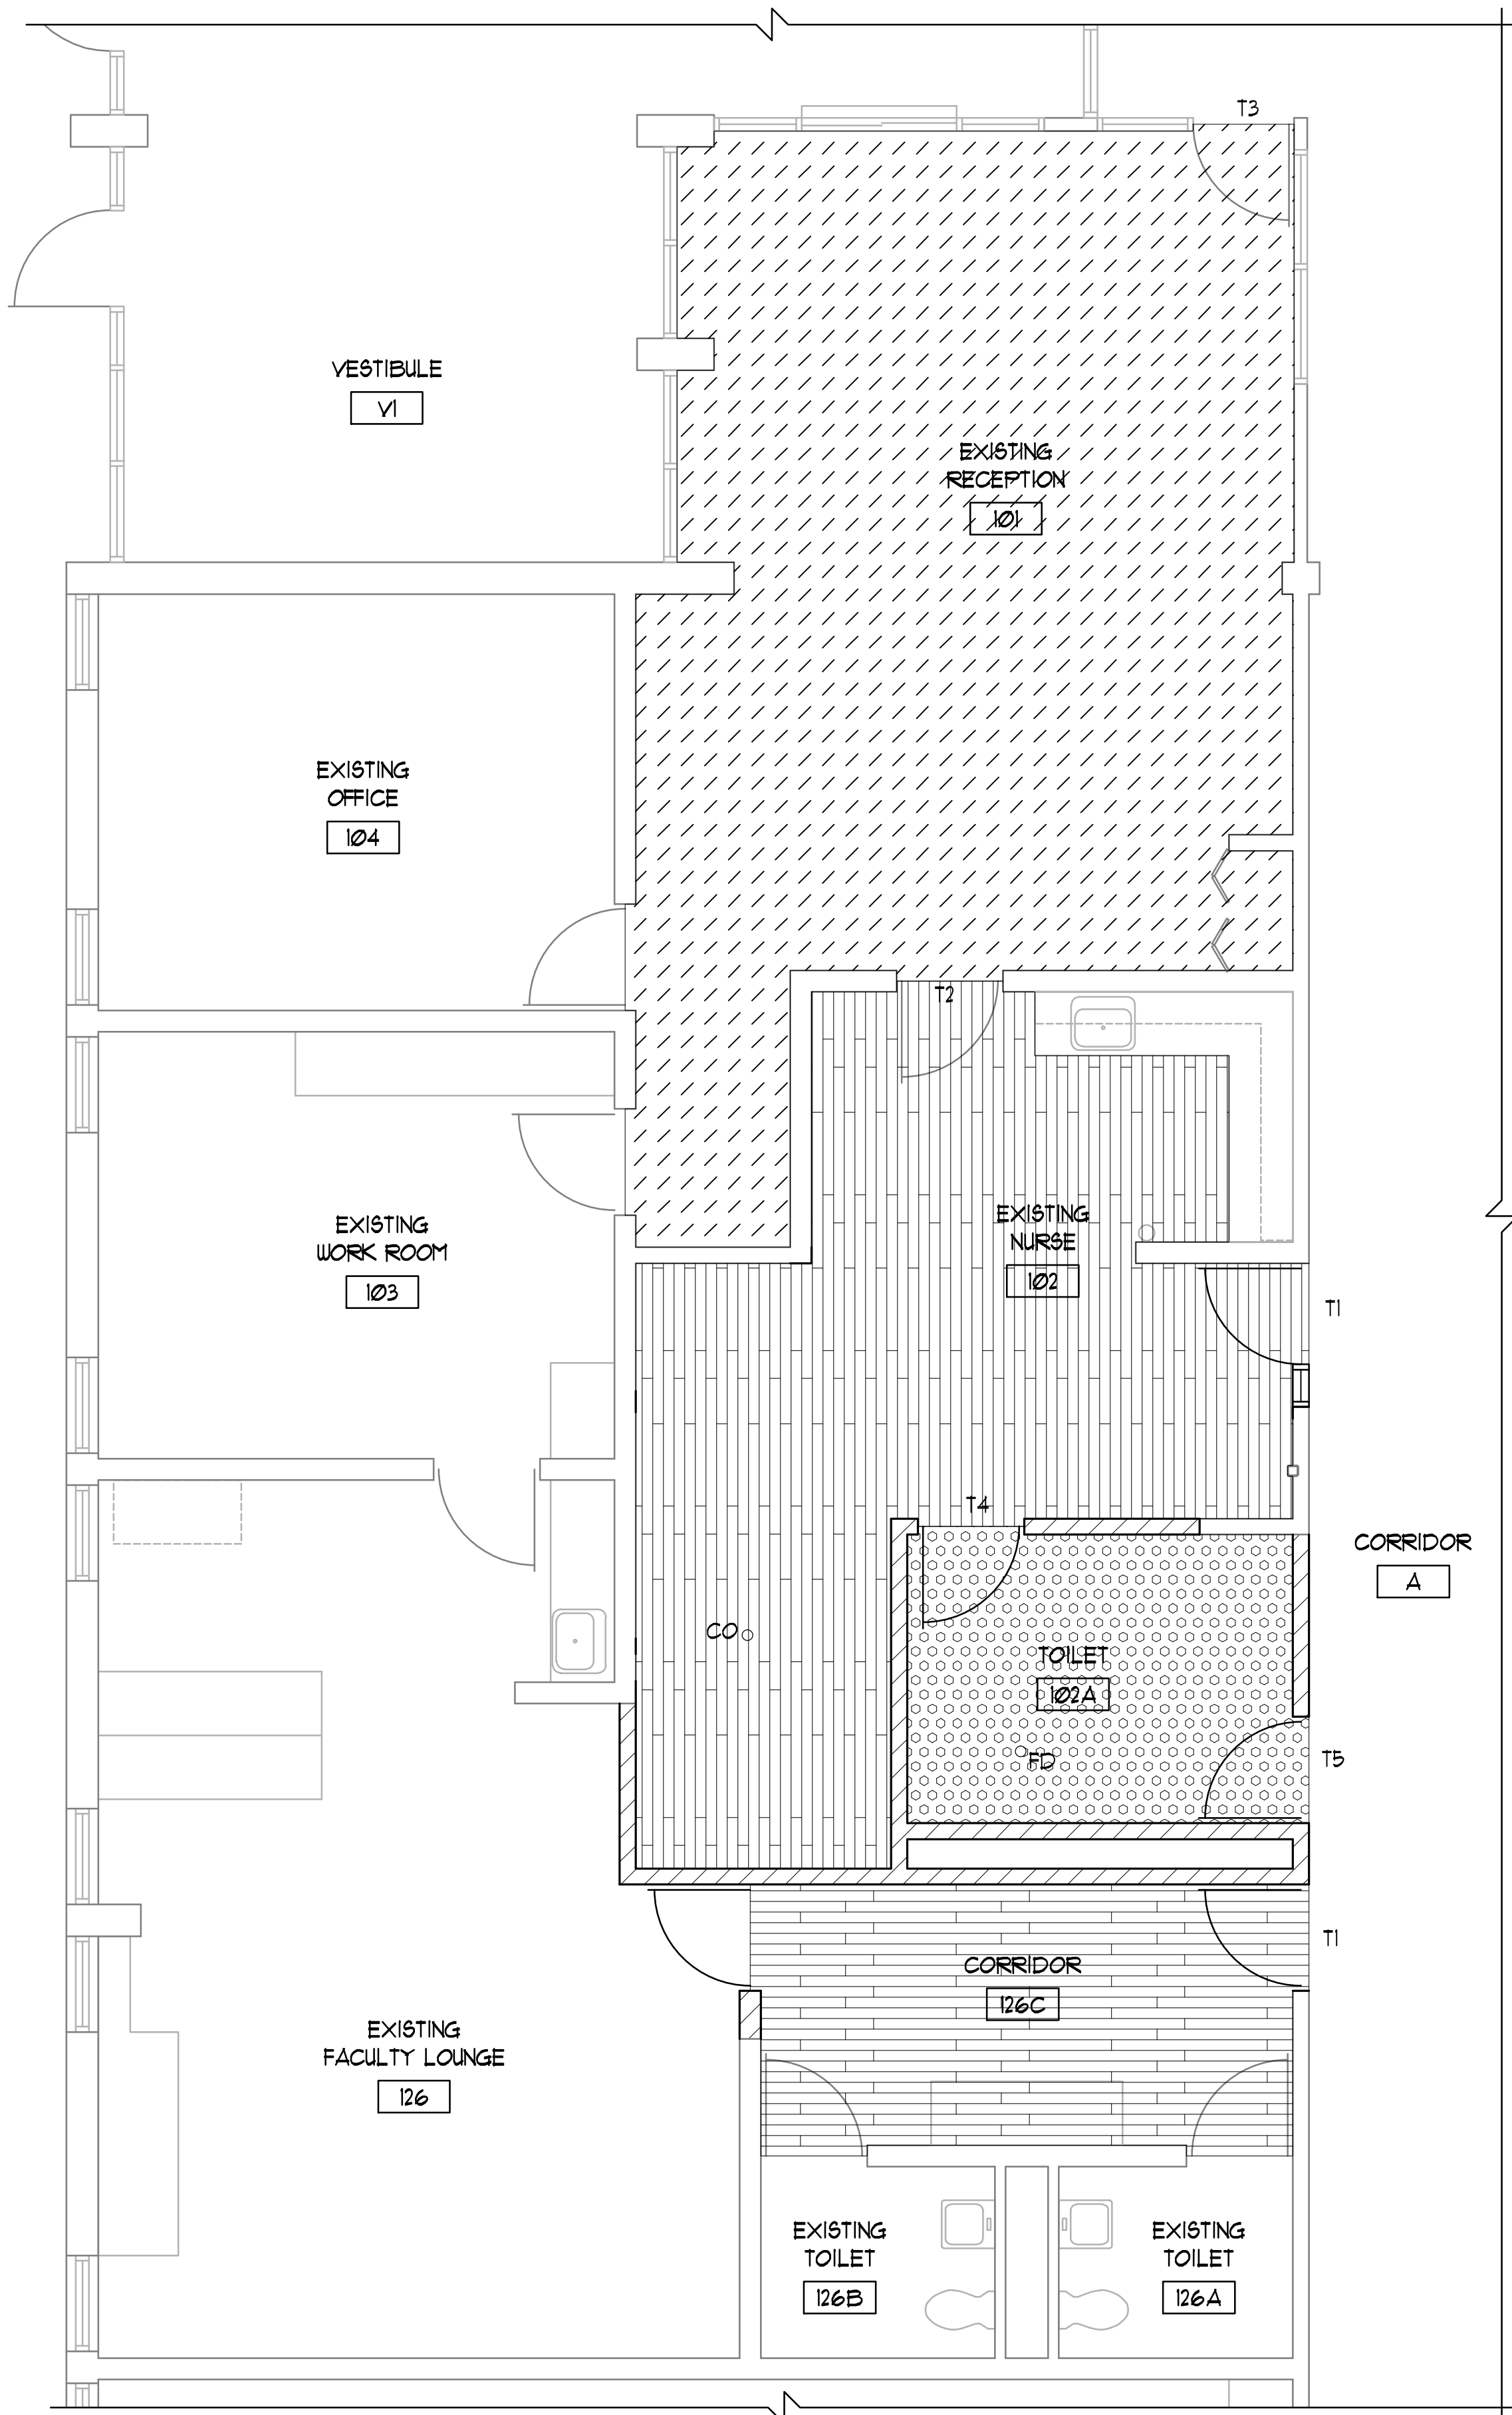 T3
VESTIBULE
V1
EXISTING
RECEPTION
101
EXISTING
OFFICE
104
T2
EXISTING
NURSE
102
EXISTING
WORK ROOM
103
T1
T4
CORRIDOR
A
CO
TOILET
102A
FD
T5
T1
CORRIDOR
126C
EXISTING
FACULTY LOUNGE
126
EXISTING
TOILET
126B
EXISTING
TOILET
126A